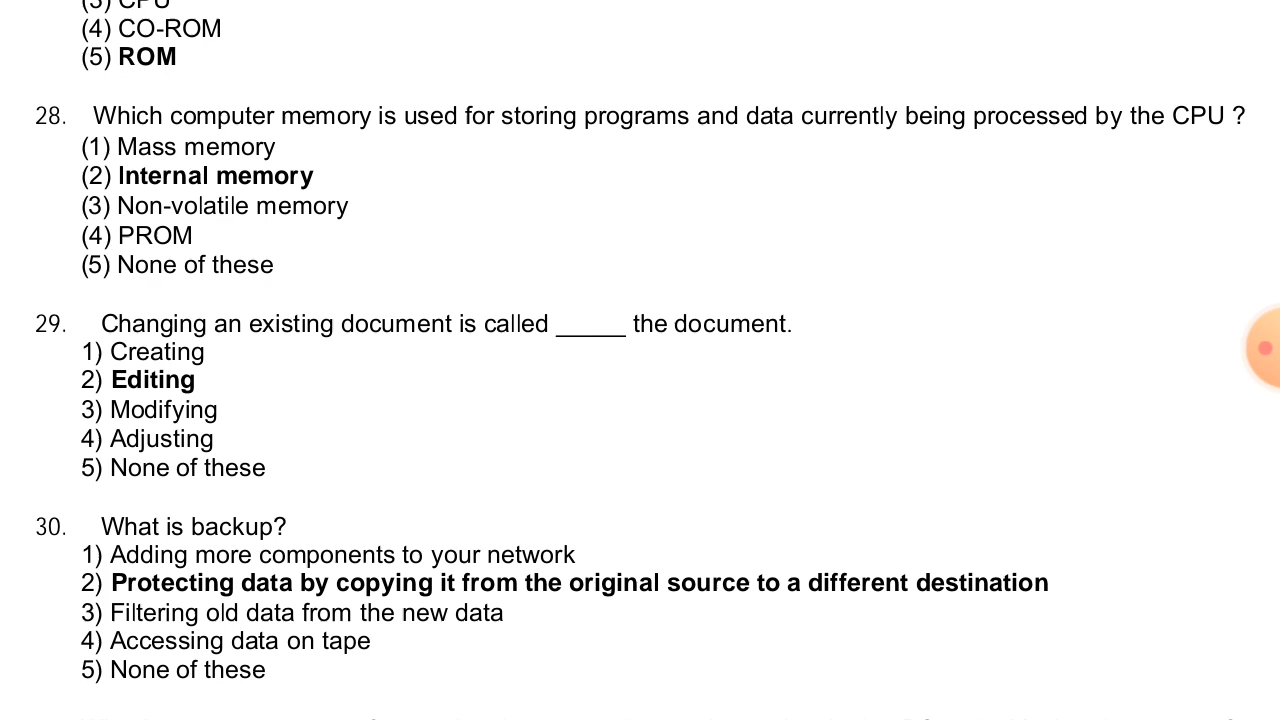 (3) CPU
(4) CO-ROM
(5) ROM
28. Which computer memory is used for storing programs and data currently being processed by the CPU ?
(1) Mass memory
(2) Internal memory
(3) Non-volatile memory
(4) PROM
(5) None of these
29. Changing an existing document is called _____ the document.
1) Creating
2) Editing
3) Modifying
4) Adjusting
5) None of these
30. What is backup?
1) Adding more components to your network
2) Protecting data by copying it from the original source to a different destination
3) Filtering old data from the new data
4) Accessing data on tape
5) None of these